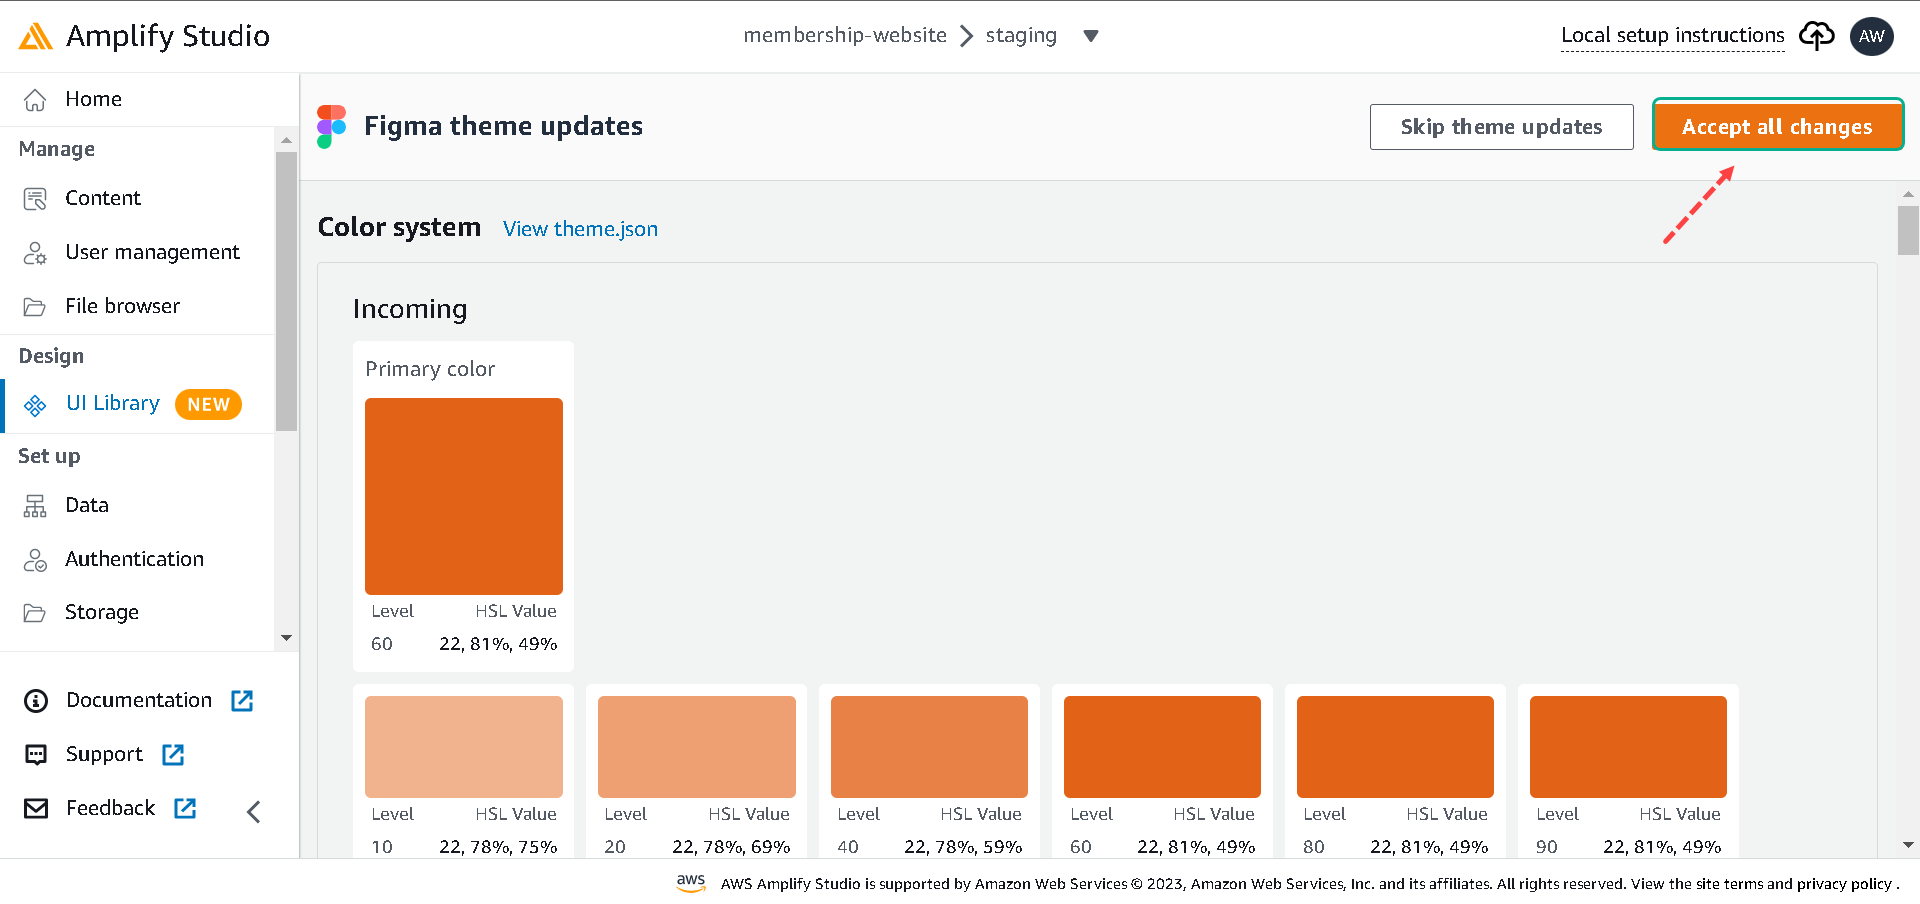 Amplify Studio
membership-website
staging
Local setup instructions
AW
Home
Manage
Content
User management
File browser
Design
UI Library
NEW
Set up
Data
Authentication
Storage
Documentation
Support
Feedback
Figma theme updates
Skip theme updates
Accept all changes
Color system
View theme.json
Incoming
Primary color
Level HSL Value
60 22, 81%, 49%
Level HSL Value
10 22, 78%, 75%
Level HSL Value
20 22, 78%, 69%
Level HSL Value
40 22, 78%, 59%
Level HSL Value
60 22, 81%, 49%
Level HSL Value
80 22, 81%, 49%
Level HSL Value
90 22, 81%, 49%
aws
AWS Amplify Studio is supported by Amazon Web Services © 2023, Amazon Web Services, Inc. and its affiliates. All rights reserved. View the site terms and privacy policy .